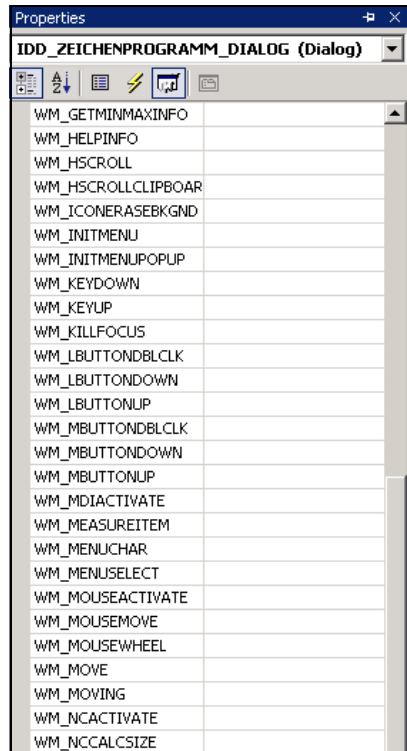 Properties
IDD_ZEICHENPROGRAMM_DIALOG (Dialog)
WM_GETMINMAXINFO
WM_HELPINFO
WM_HSCROLL
WM_HSCROLLCLIPBOAR
WM_ICONERASEBKGND
WM_INITMENU
WM_INITMENUPOPUP
WM_KEYDOWN
WM_KEYUP
WM_KILLFOCUS
WM_LBUTTONDBLCLK
WM_LBUTTONDOWN
WM_LBUTTONUP
WM_MBUTTONDBLCLK
WM_MBUTTONDOWN
WM_MBUTTONUP
WM_MDIACTIVATE
WM_MEASUREITEM
WM_MENUCHAR
WM_MENUSELECT
WM_MOUSEACTIVATE
WM_MOUSEMOVE
WM_MOUSEWHEEL
WM_MOVE
WM_MOVING
WM_NCACTIVATE
WM_NCCALCSIZE